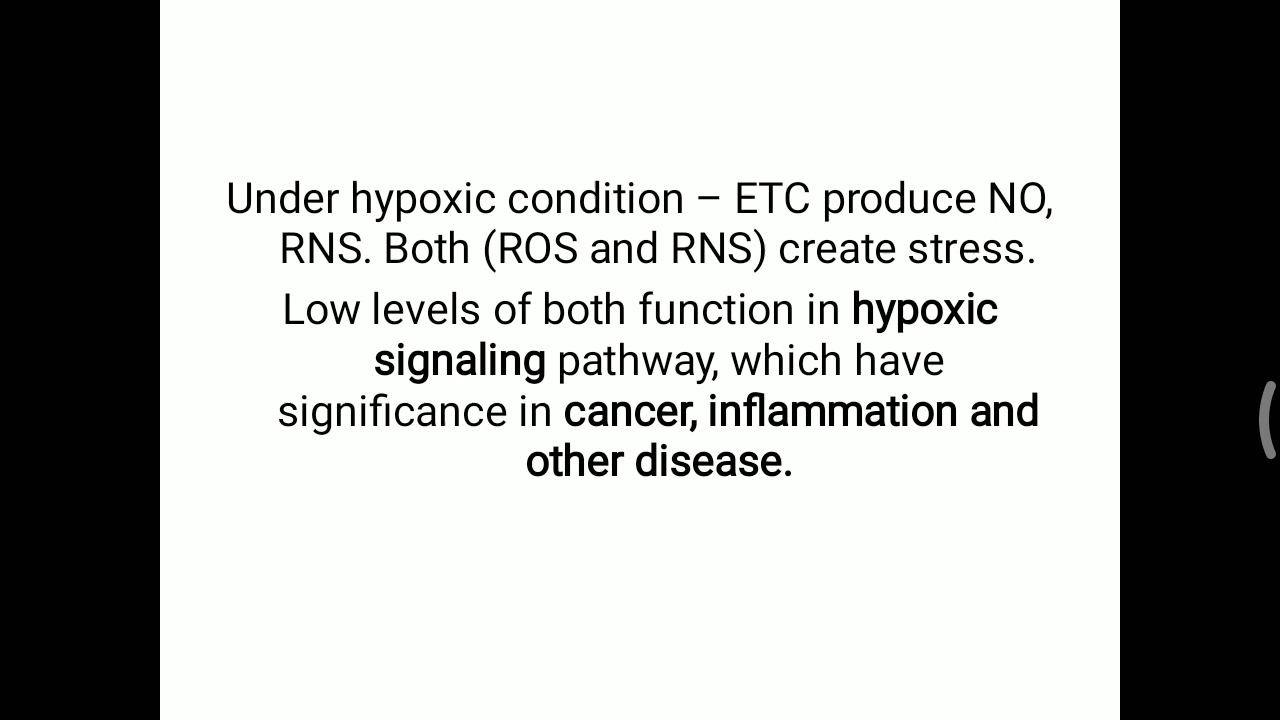 Under hypoxic condition – ETC produce NO,
RNS. Both (ROS and RNS) create stress.
Low levels of both function in hypoxic
signaling pathway, which have
significance in cancer, inflammation and
other disease.